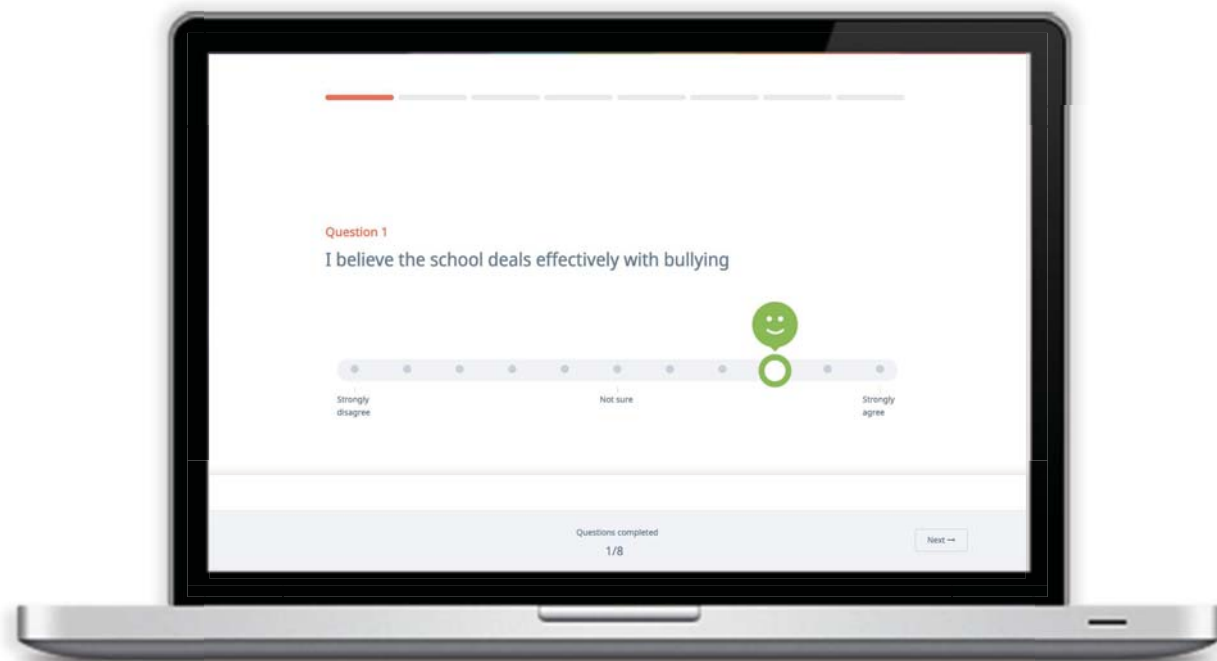 Question 1
I believe the school deals effectively with bullying
Strongly
disagree
Not sure
Strongly
agree
Questions completed
1/8
Next →